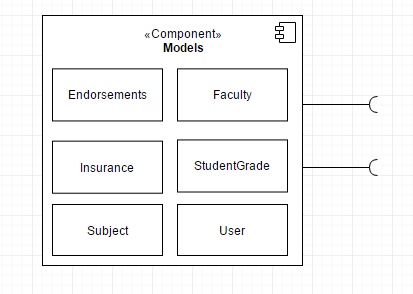 «Component»
Models
Endorsements
Faculty
Insurance
StudentGrade
Subject
User